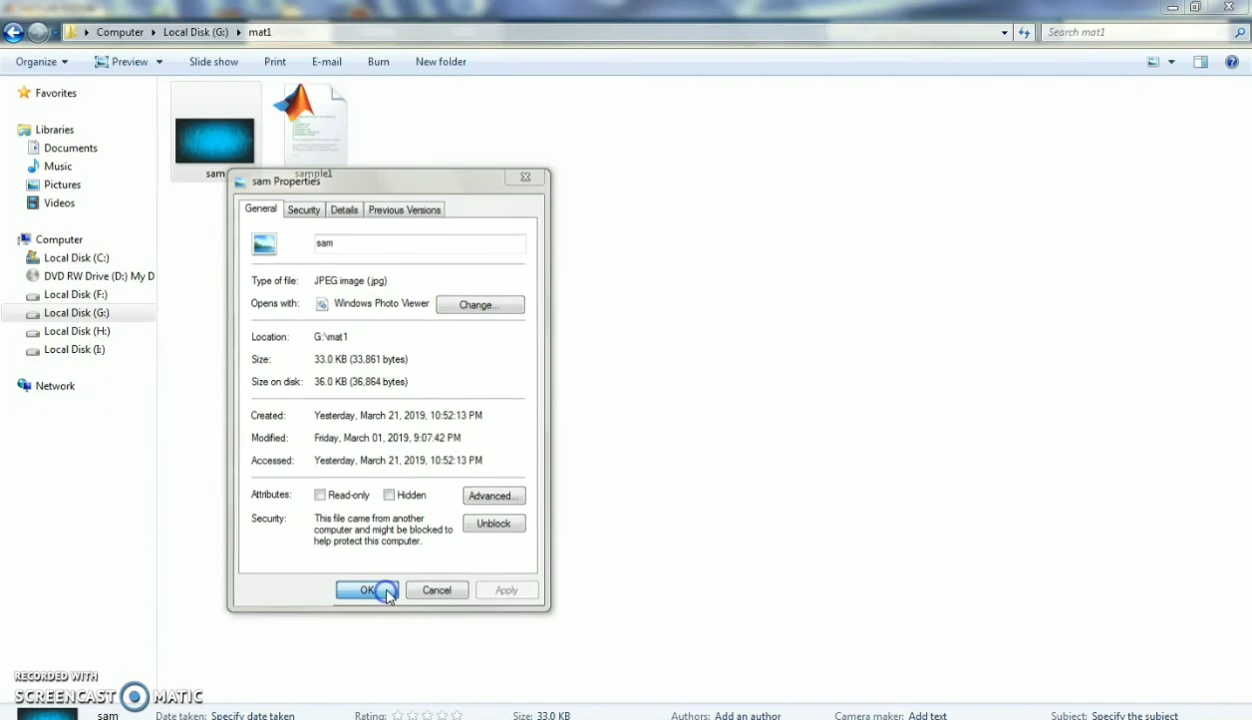 Computer Local Disk (G:) mat1
Search mat1
Organize Preview Slide show Print E-mail Burn New folder
Favorites
Libraries
Documents
Music
Pictures
Videos
Computer
Local Disk (C:)
DVD RW Drive (D:) My D
Local Disk (F:)
Local Disk (G:)
Local Disk (H:)
Local Disk (I:)
Network
sam
sample1
sam Properties
General Security Details Previous Versions
sam
Type of file: JPEG image (.jpg)
Opens with: Windows Photo Viewer Change...
Location: G:\mat1
Size: 33.0 KB (33,861 bytes)
Size on disk: 36.0 KB (36,864 bytes)
Created: Yesterday, March 21, 2019, 10:52:13 PM
Modified: Friday, March 01, 2019, 9:07:42 PM
Accessed: Yesterday, March 21, 2019, 10:52:13 PM
Attributes: Read-only Hidden Advanced...
Security: This file came from another
computer and might be blocked to
help protect this computer.
Unblock
OK Cancel Apply
RECORDED WITH
SCREENCAST MATIC
sam Date taken: Specify date taken Rating: Size: 33.0 KB Authors: Add an author Camera maker: Add text Subject: Specify the subject